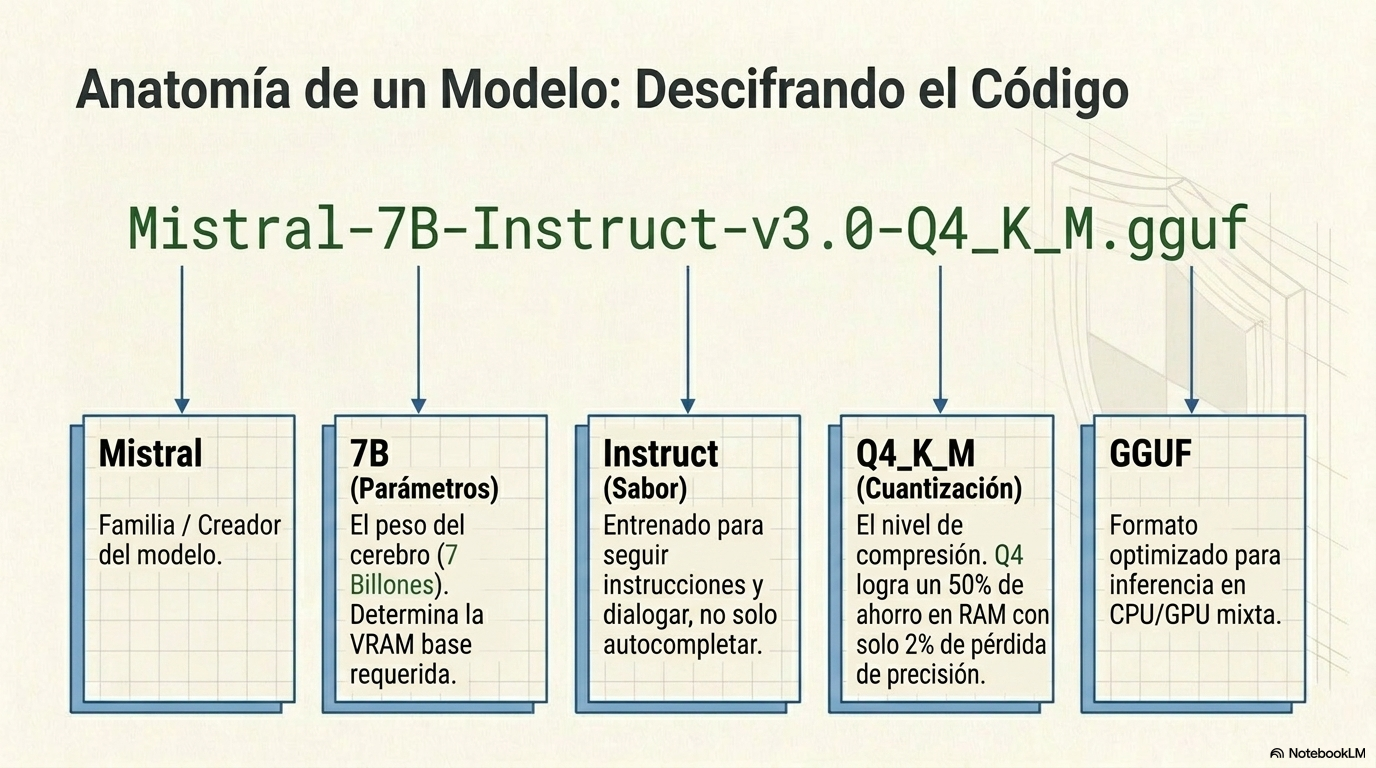 Anatomía de un Modelo: Descifrando el Código
Mistral-7B-Instruct-v3.0-Q4_K_M.gguf
Mistral
Familia / Creador
del modelo.
7B
(Parámetros)
El peso del
cerebro (7
Billones).
Determina la
VRAM base
requerida.
Instruct
(Sabor)
Entrenado para
seguir
instrucciones y
dialogar, no solo
autocompletar.
Q4_K_M
(Cuantización)
El nivel de
compresión. Q4
logra un 50% de
ahorro en RAM con
solo 2% de pérdida
de precisión.
GGUF
Formato
optimizado para
inferencia en
CPU/GPU mixta.
NotebookLM